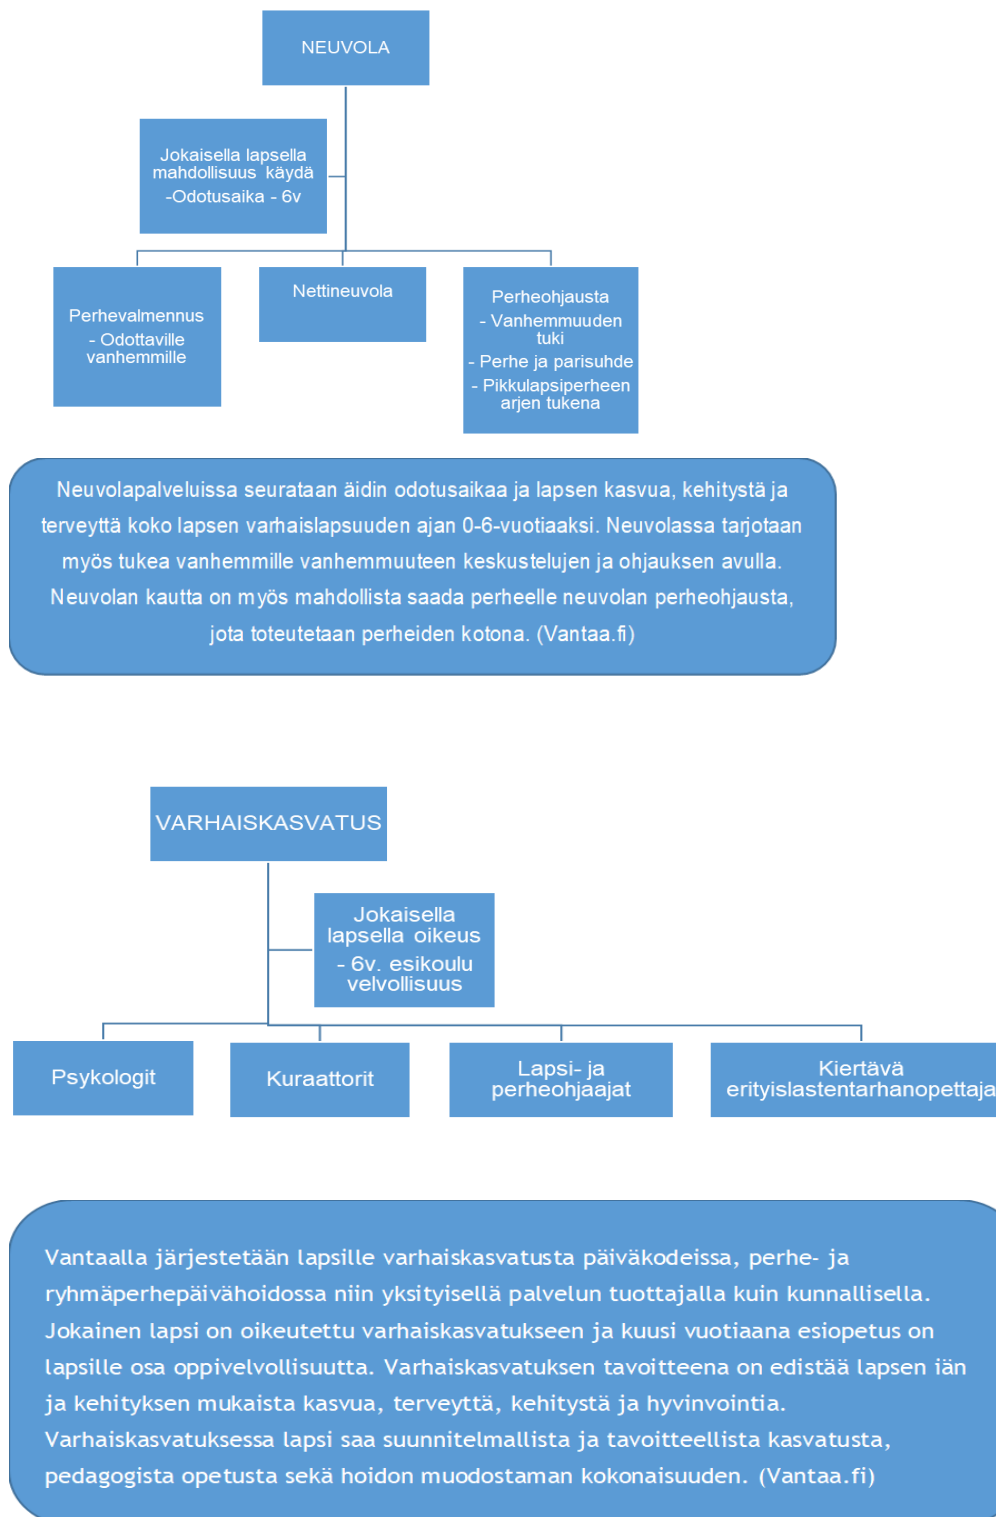 NEUVOLA
Jokaisella lapsella
mahdollisuus käydä
-Odotusaika - 6v
Perhevalmennus
- Odottaville
vanhemmille
Nettineuvola
Perheohjausta
- Vanhemmuuden
tuki
- Perhe ja parisuhde
- Pikkulapsiperheen
arjen tukena
Neuvolapalveluissa seurataan äidin odotusaikaa ja lapsen kasvua, kehitystä ja
terveyttä koko lapsen varhaislapsuuden ajan 0-6-vuotiaaksi. Neuvolassa tarjotaan
myös tukea vanhemmille vanhemmuuteen keskustelujen ja ohjauksen avulla.
Neuvolan kautta on myös mahdollista saada perheelle neuvolan perheohjausta,
jota toteutetaan perheiden kotona. (Vantaa.fi)
VARHAISKASVATUS
Jokaisella
lapsella oikeus
- 6v. esikoulu
velvollisuus
Psykologit
Kuraattorit
Lapsi- ja
perheohjaajat
Kiertävä
erityislastentarhanopettaja
Vantaalla järjestetään lapsille varhaiskasvatusta päiväkodeissa, perhe- ja
ryhmäperhepäivähoidossa niin yksityisellä palvelun tuottajalla kuin kunnallisella.
Jokainen lapsi on oikeutettu varhaiskasvatukseen ja kuusi vuotiaana esiopetus on
lapsille osa oppivelvollisuutta. Varhaiskasvatuksen tavoitteena on edistää lapsen iän
ja kehityksen mukaista kasvua, terveyttä, kehitystä ja hyvinvointia.
Varhaiskasvatuksessa lapsi saa suunnitelmallista ja tavoitteellista kasvatusta,
pedagogista opetusta sekä hoidon muodostaman kokonaisuuden. (Vantaa.fi)